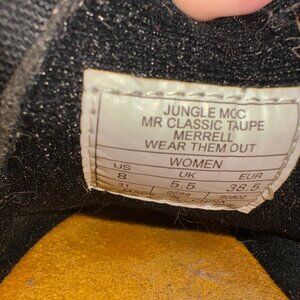 JUNGLE MOC
MR CLASSIC TAUPE
MERRELL
WEAR THEM OUT
WOMEN
US UK EUR
8 5.5 38.5